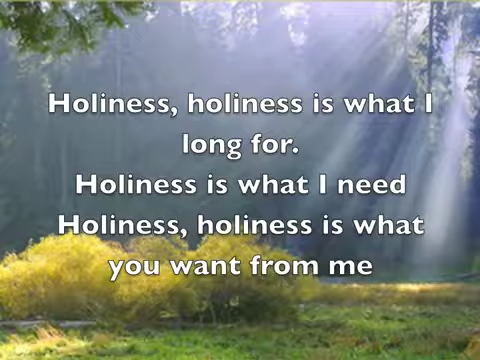 Holiness, holiness is what I
long for.
Holiness is what I need
Holiness, holiness is what
you want from me